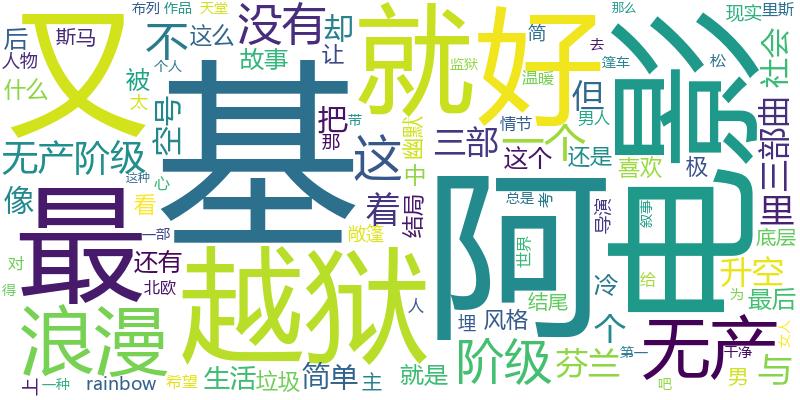 布列 作品
天堂
那么
后
斯马
没有
却
简
去
现实
里斯
又
不
这么
就
好
人物
让
监狱
篷车
松
社会
什么
个人
故事
温暖
电影
被
太
基
把
带
幽默
但
情节
男人
三部曲
空号
那
三部
一个
无产阶级
这
中
这个
还是
喜欢
极
里
像
看
这种
心
着
结局
总是
考
导演
叙事
底层
最
一部
敞篷
阿
世界
对
还有
越狱
升空
得
北欧
冷
给
最后
浪漫
人
结尾
为
埋
风格
个
无产
女人
上
一种
rainbow
希望
生活
垃圾
简单
主
就是
阶级
芬兰
第一
吧
干净
男
与